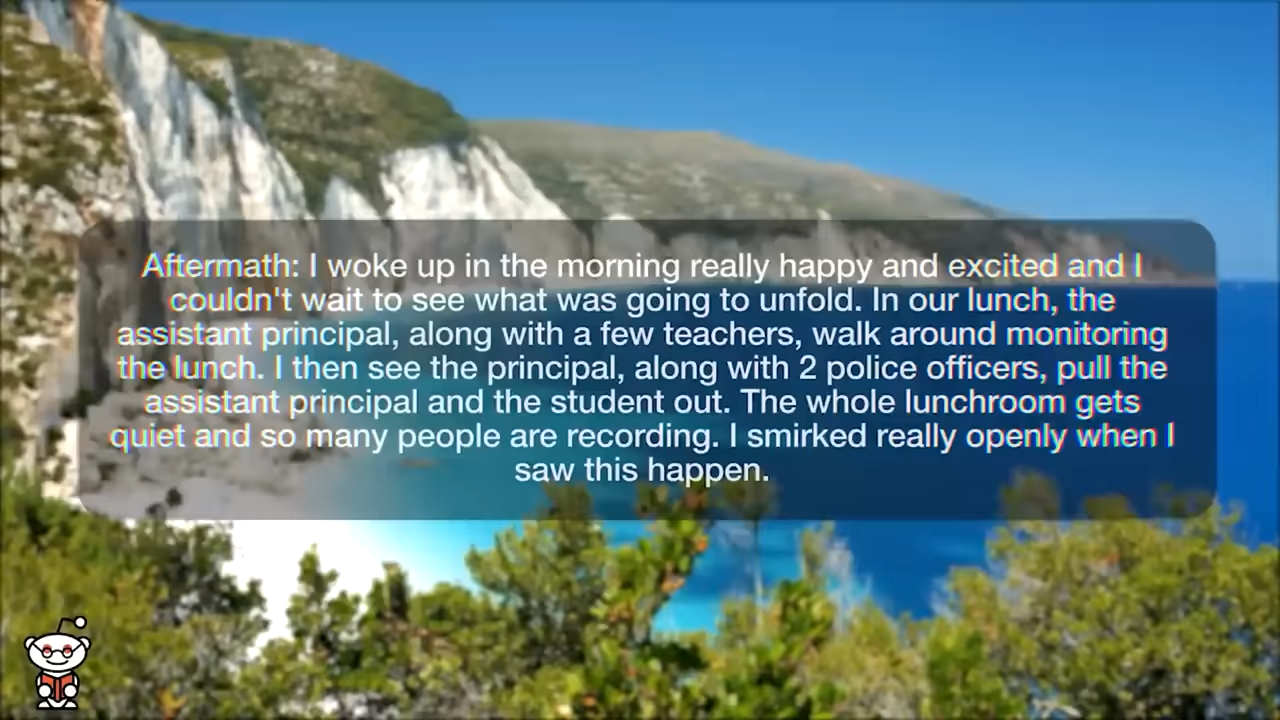 Aftermath: I woke up in the morning really happy and excited and I
couldn't wait to see what was going to unfold. In our lunch, the
assistant principal, along with a few teachers, walk around monitoring
the lunch. I then see the principal, along with 2 police officers, pull the
assistant principal and the student out. The whole lunchroom gets
quiet and so many people are recording. I smirked really openly when I
saw this happen.